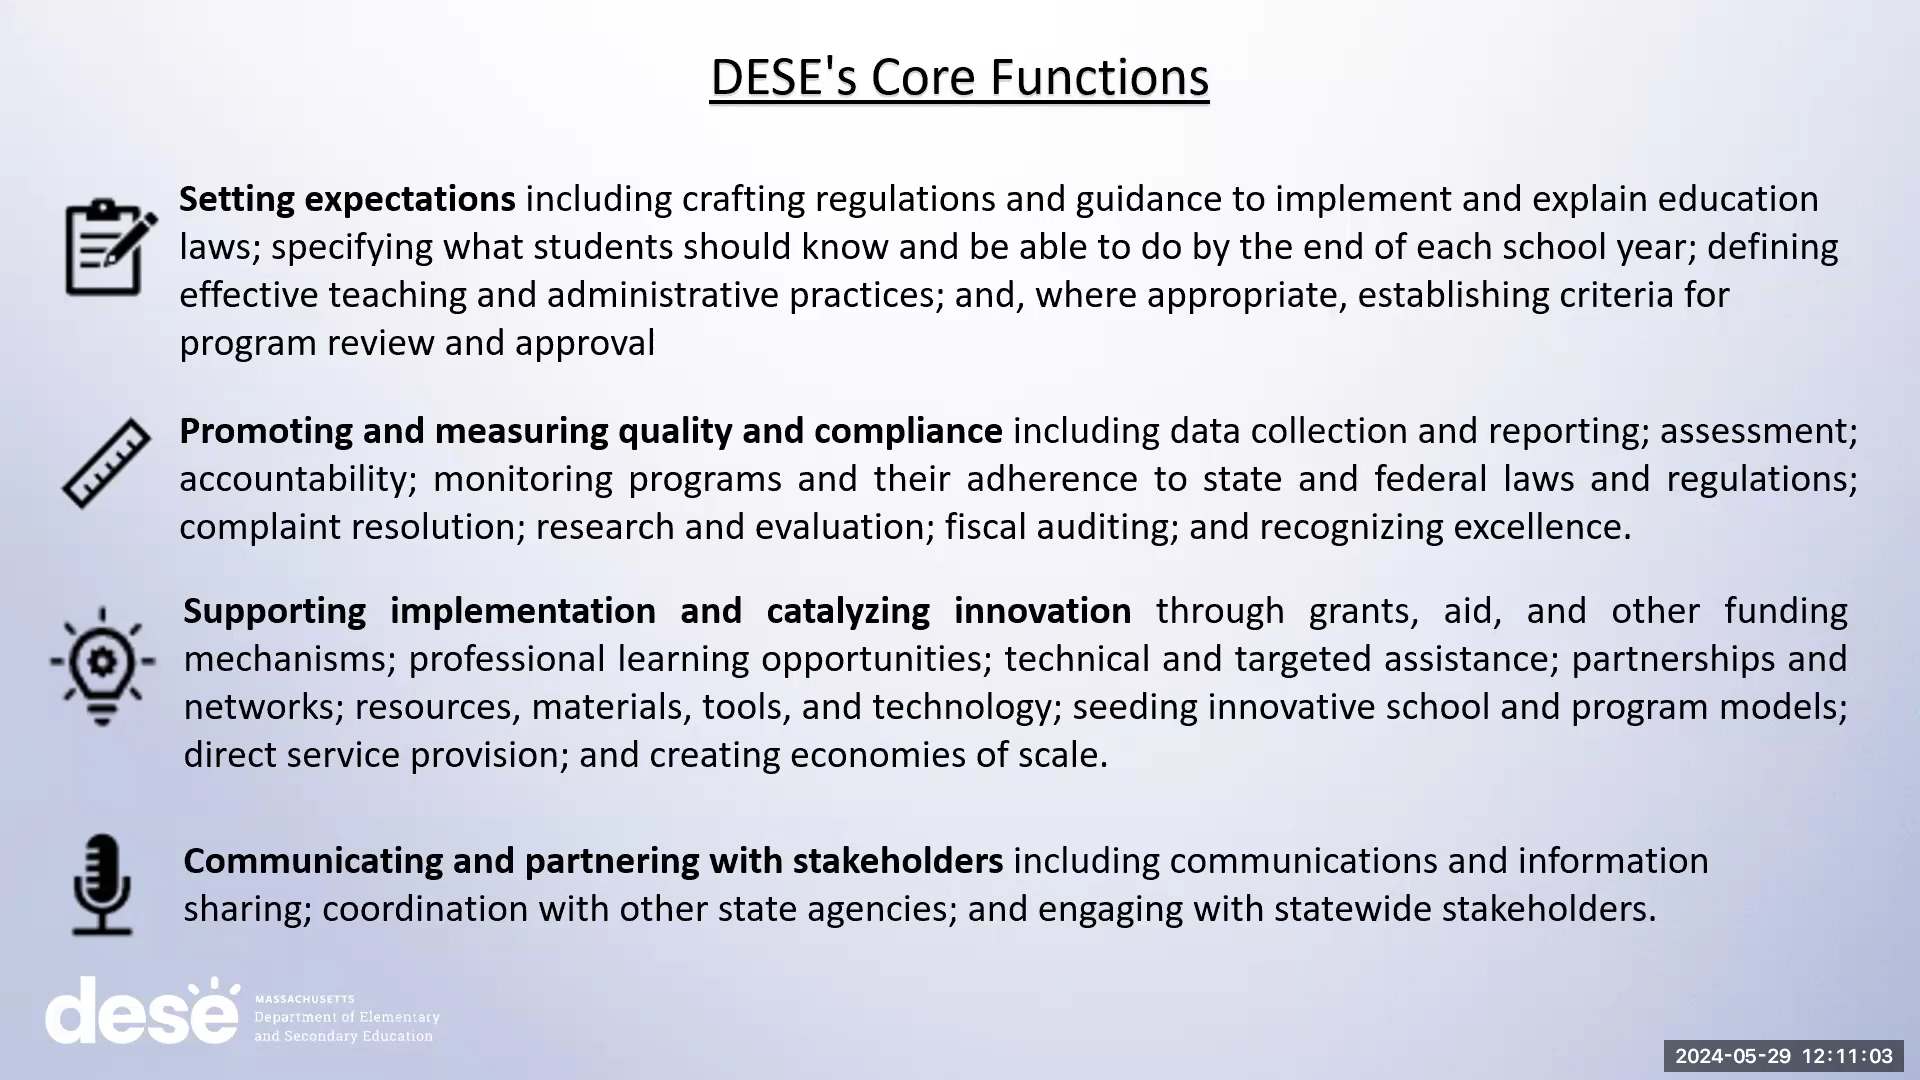 DESE's Core Functions
Setting expectations including crafting regulations and guidance to implement and explain education
laws; specifying what students should know and be able to do by the end of each school year; defining
effective teaching and administrative practices; and, where appropriate, establishing criteria for
program review and approval
Promoting and measuring quality and compliance including data collection and reporting; assessment;
accountability; monitoring programs and their adherence to state and federal laws and regulations;
complaint resolution; research and evaluation; fiscal auditing; and recognizing excellence.
Supporting implementation and catalyzing innovation through grants, aid, and other funding
mechanisms; professional learning opportunities; technical and targeted assistance; partnerships and
networks; resources, materials, tools, and technology; seeding innovative school and program models;
direct service provision; and creating economies of scale.
Communicating and partnering with stakeholders including communications and information
sharing; coordination with other state agencies; and engaging with statewide stakeholders.
dese
MASSACHUSETTS
Department of Elementary
and Secondary Education
2024-05-29 12:11:03